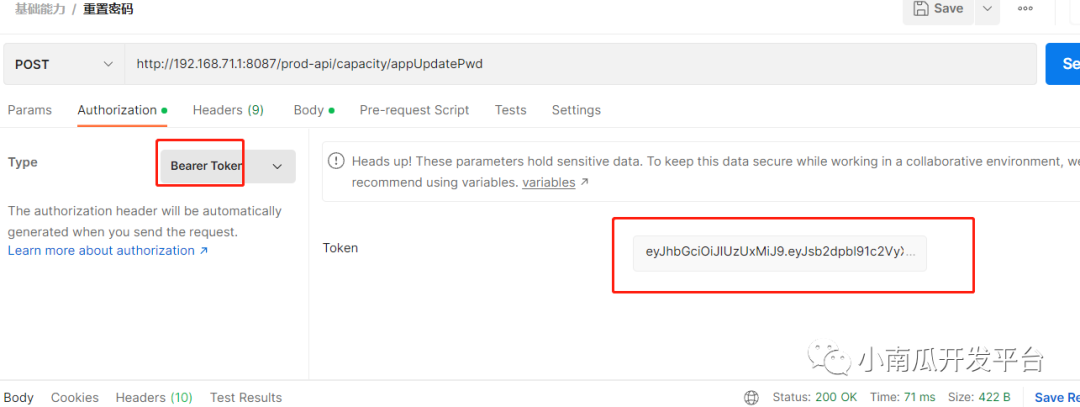 基础能力 / 重置密码
Save
POST http://192.168.71.1:8087/prod-api/capacity/appUpdatePwd Se
Params Authorization Headers (9) Body Pre-request Script Tests Settings
Type Bearer Token
Heads up! These parameters hold sensitive data. To keep this data secure while working in a collaborative environment, we
recommend using variables. variables ↗
The authorization header will be automatically
generated when you send the request.
Learn more about authorization ↗
Token eyJhbGciOiJIUzUxMiJ9.eyJsb2dpbl91c2VyX...
小南瓜开发平台
Body Cookies Headers (10) Test Results Status: 200 OK Time: 71 ms Size: 422 B Save Re